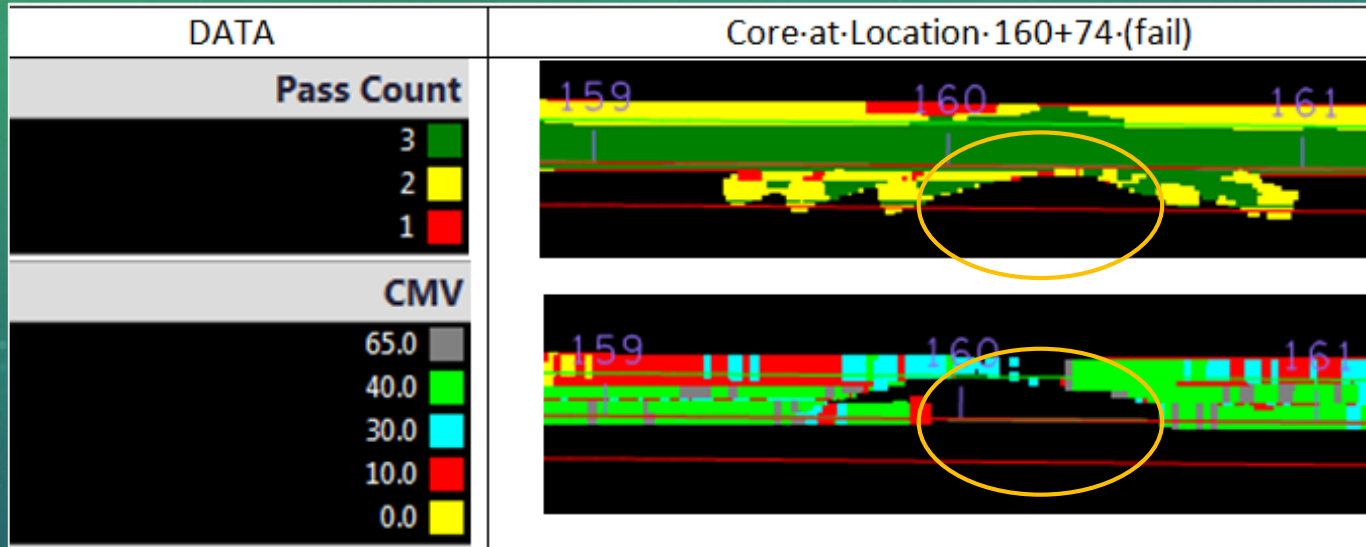 DATA
Core·at·Location·160+74·(fail)
Pass Count
3
2
1
159 160 161
CMV
65.0
40.0
30.0
10.0
0.0
159 160 161